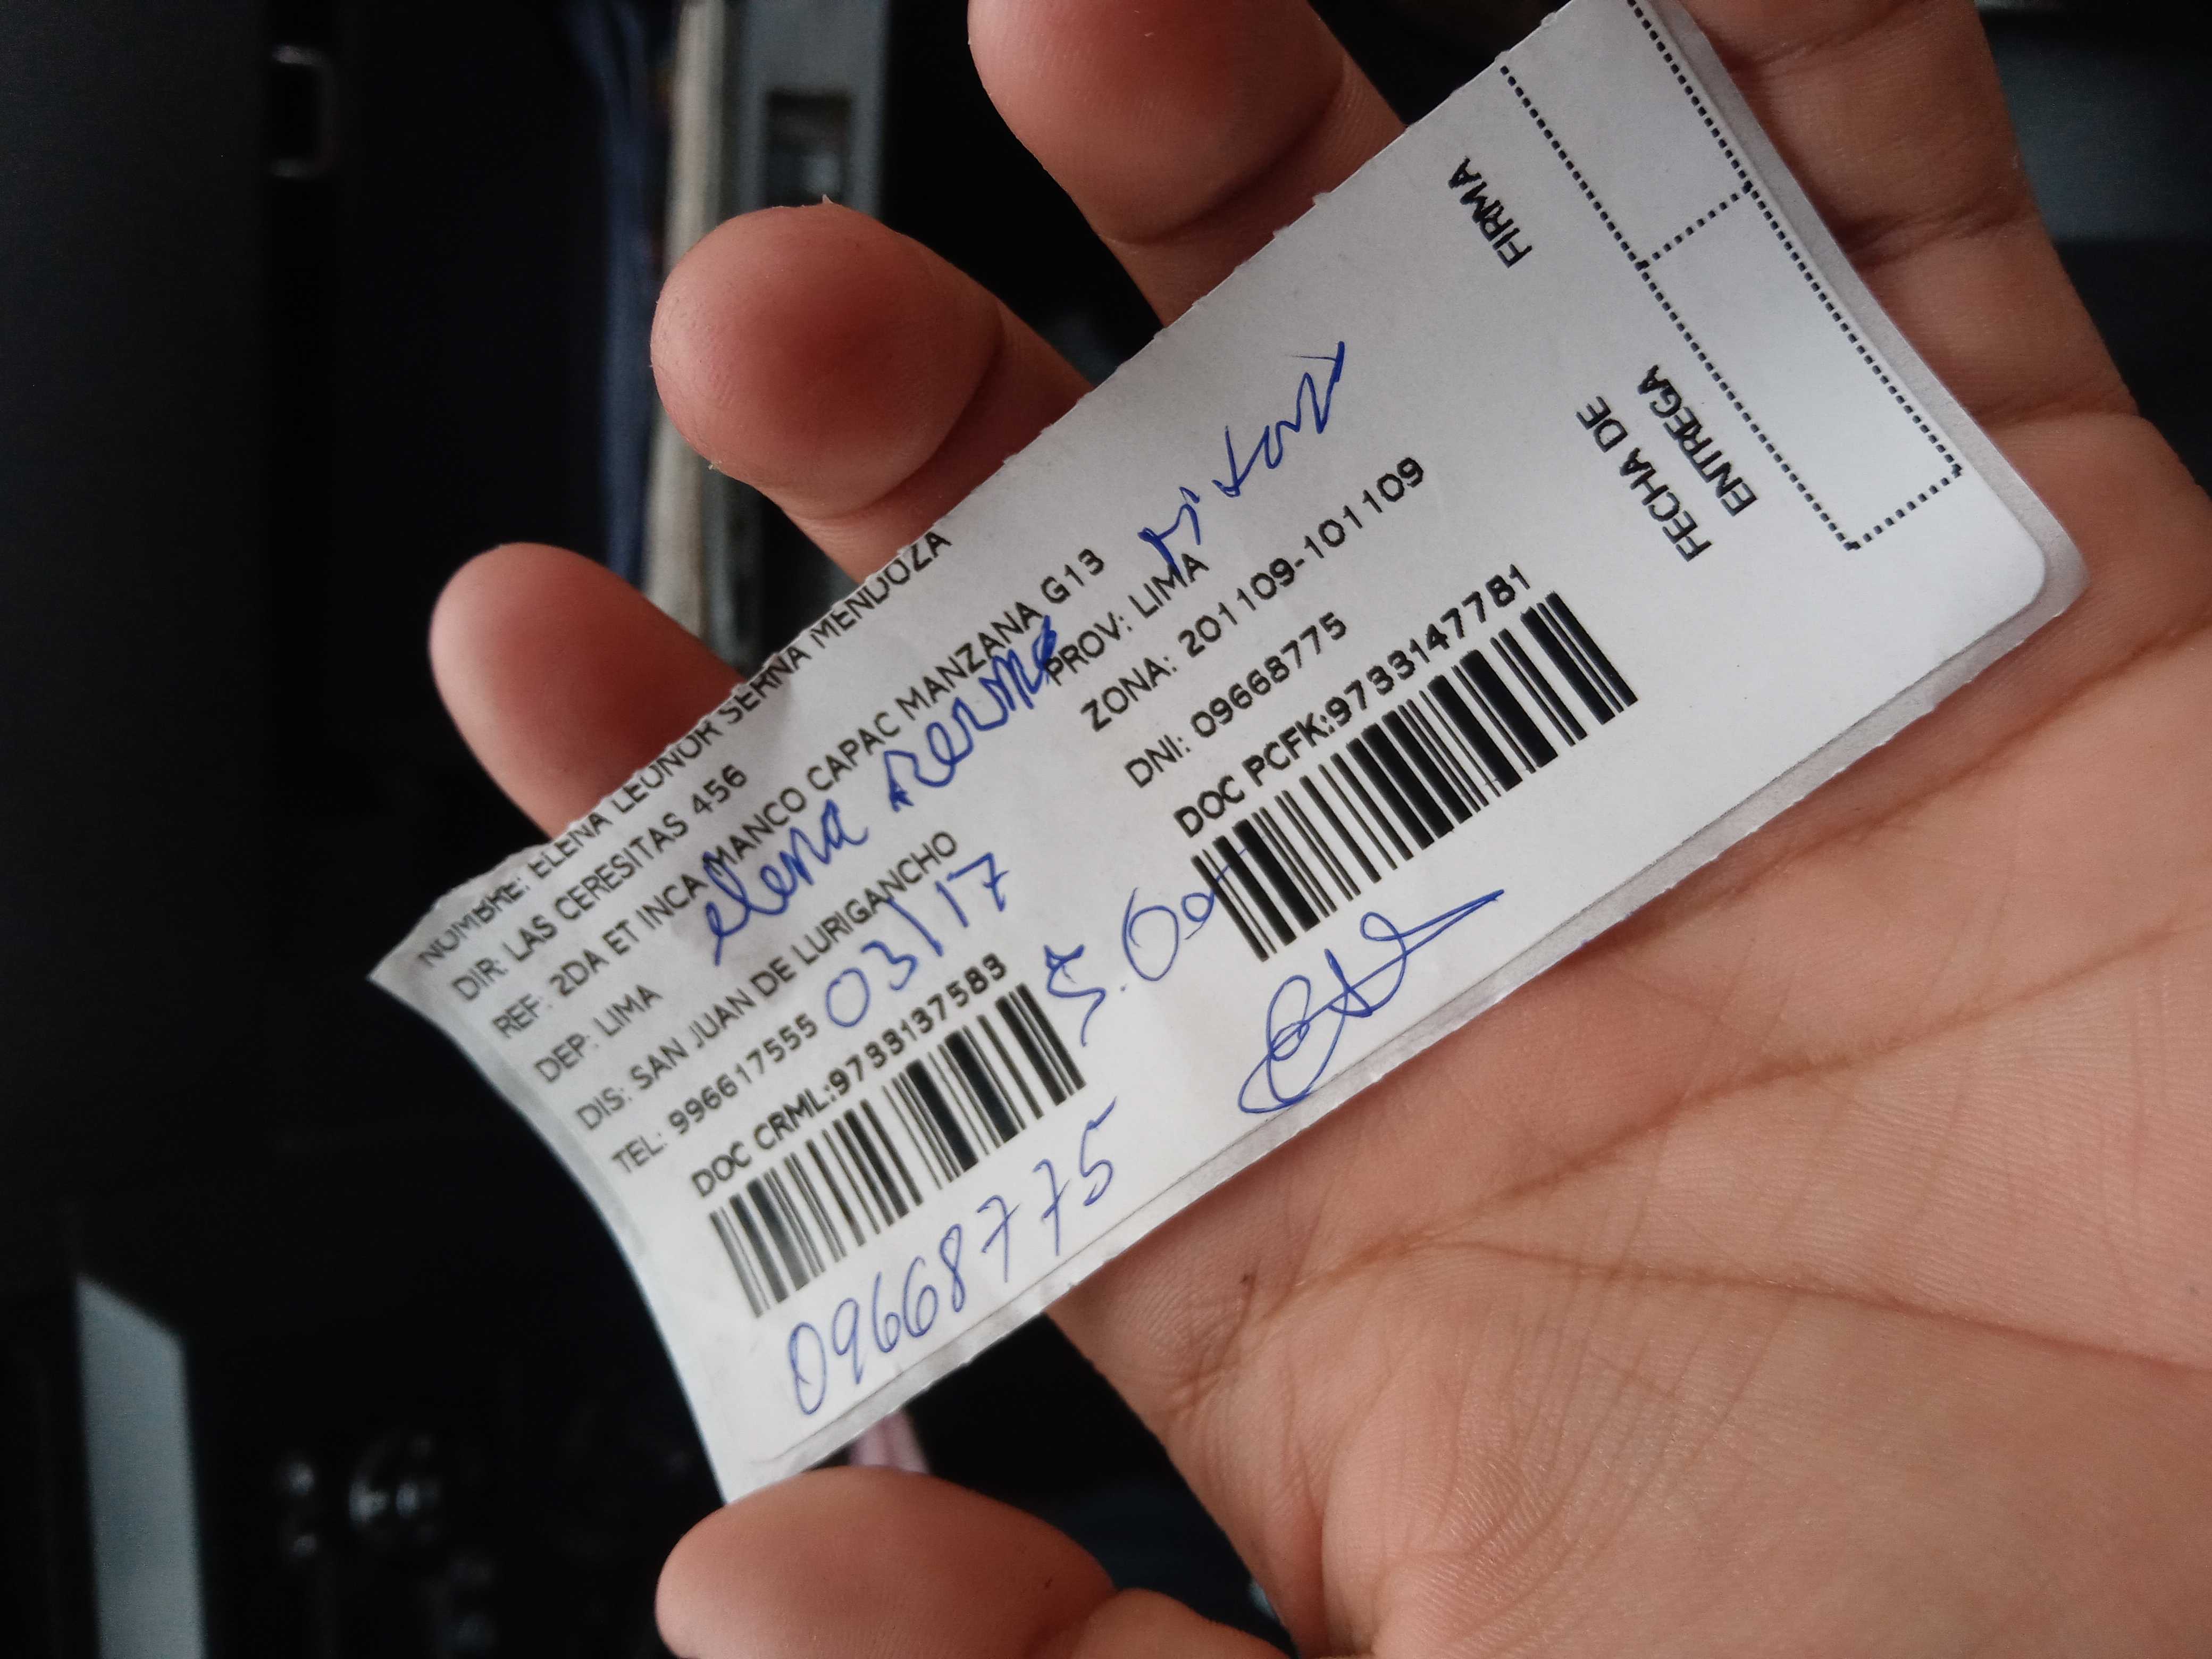 NOMBRE: ELENA LEONOR SERNA MENDOZA
DIR: LAS CERESITAS 456
REF: 2DA ET INCA MANCO CAPAC MANZANA G13
elena serna
DEP: LIMA PROV: LIMA
DIS: SAN JUAN DE LURIGANCHO ZONA: 201109-101109
TEL: 996617555 DNI: 09668775
03/17
DOC CRML:9733137583 DOC PCFK:9733147781
09668775
FECHA DE
ENTREGA
FIRMA